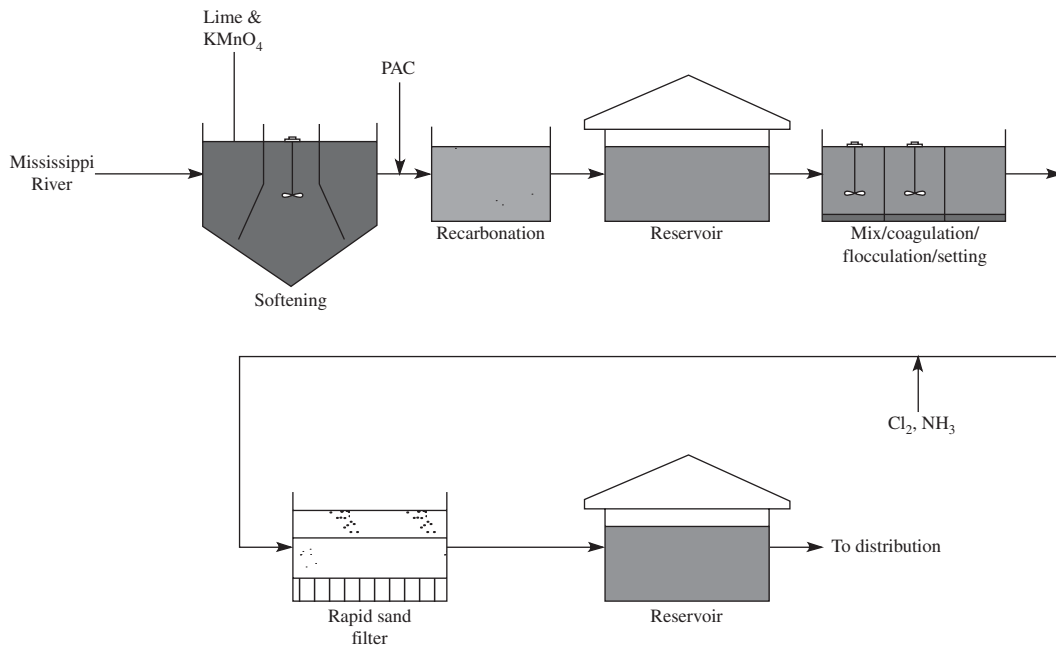 Lime &
KMnO₄
PAC
Mississippi
River
Softening
Recarbonation
Reservoir
Mix/coagulation/
flocculation/setting
Cl₂, NH₃
Rapid sand
filter
Reservoir
To distribution